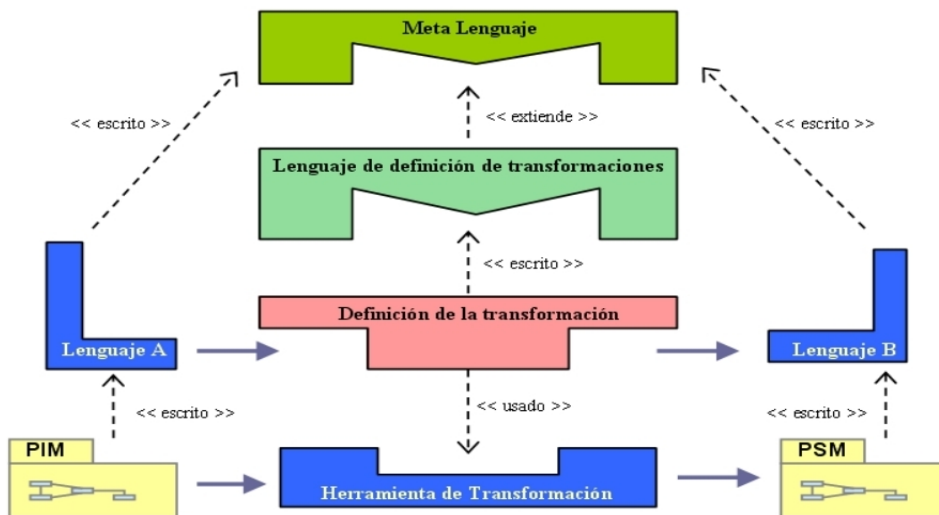 Meta Lenguaje
<< escrito >>
<< extiende >>
<< escrito >>
Lenguaje de definición de transformaciones
<< escrito >>
Definición de la transformación
Lenguaje A
Lenguaje B
<< escrito >>
<< usado >>
<< escrito >>
PIM
PSM
Herramienta de Transformación